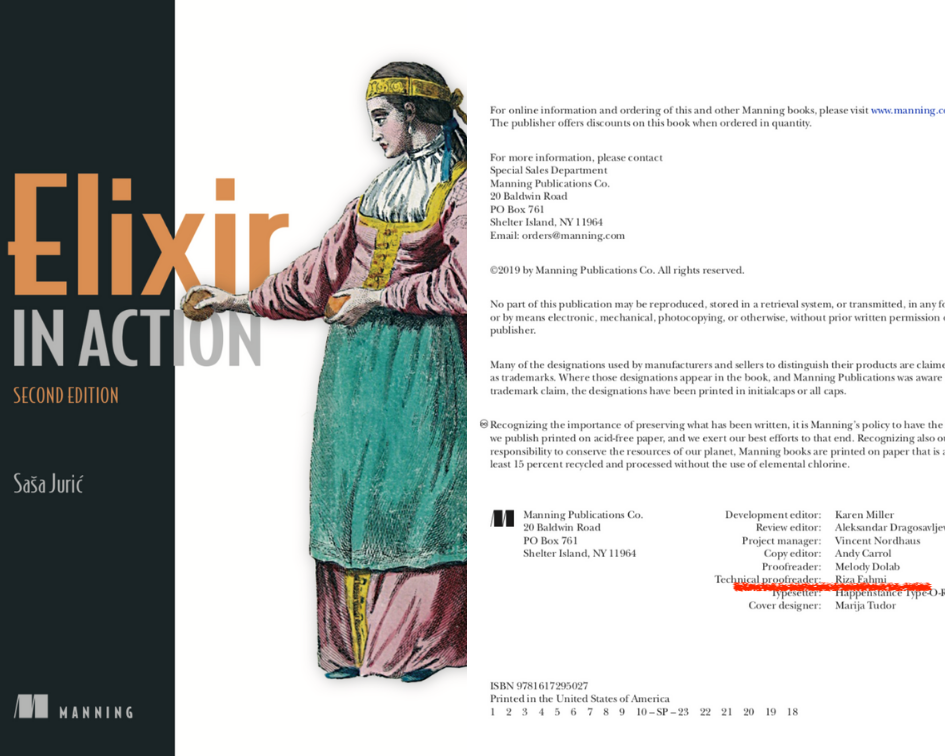 Elixir
IN ACTION
SECOND EDITION
Saša Jurić
MANNING
For online information and ordering of this and other Manning books, please visit www.manning.co
The publisher offers discounts on this book when ordered in quantity.
For more information, please contact
Special Sales Department
Manning Publications Co.
20 Baldwin Road
PO Box 761
Shelter Island, NY 11964
Email: orders@manning.com
©2019 by Manning Publications Co. All rights reserved.
No part of this publication may be reproduced, stored in a retrieval system, or transmitted, in any fo
or by means electronic, mechanical, photocopying, or otherwise, without prior written permission o
publisher.
Many of the designations used by manufacturers and sellers to distinguish their products are claime
as trademarks. Where those designations appear in the book, and Manning Publications was aware
trademark claim, the designations have been printed in initialcaps or all caps.
Recognizing the importance of preserving what has been written, it is Manning's policy to have the
we publish printed on acid-free paper, and we exert our best efforts to that end. Recognizing also ou
responsibility to conserve the resources of our planet, Manning books are printed on paper that is a
least 15 percent recycled and processed without the use of elemental chlorine.
Manning Publications Co.
20 Baldwin Road
PO Box 761
Shelter Island, NY 11964
Development editor: Karen Miller
Review editor: Aleksandar Dragosavljev
Project manager: Vincent Nordhaus
Copy editor: Andy Carrol
Proofreader: Melody Dolab
Technical proofreader: Riza Fahmi
Typesetter: Happenstance Type-O-R
Cover designer: Marija Tudor
ISBN 9781617295027
Printed in the United States of America
1 2 3 4 5 6 7 8 9 10 – SP – 23 22 21 20 19 18